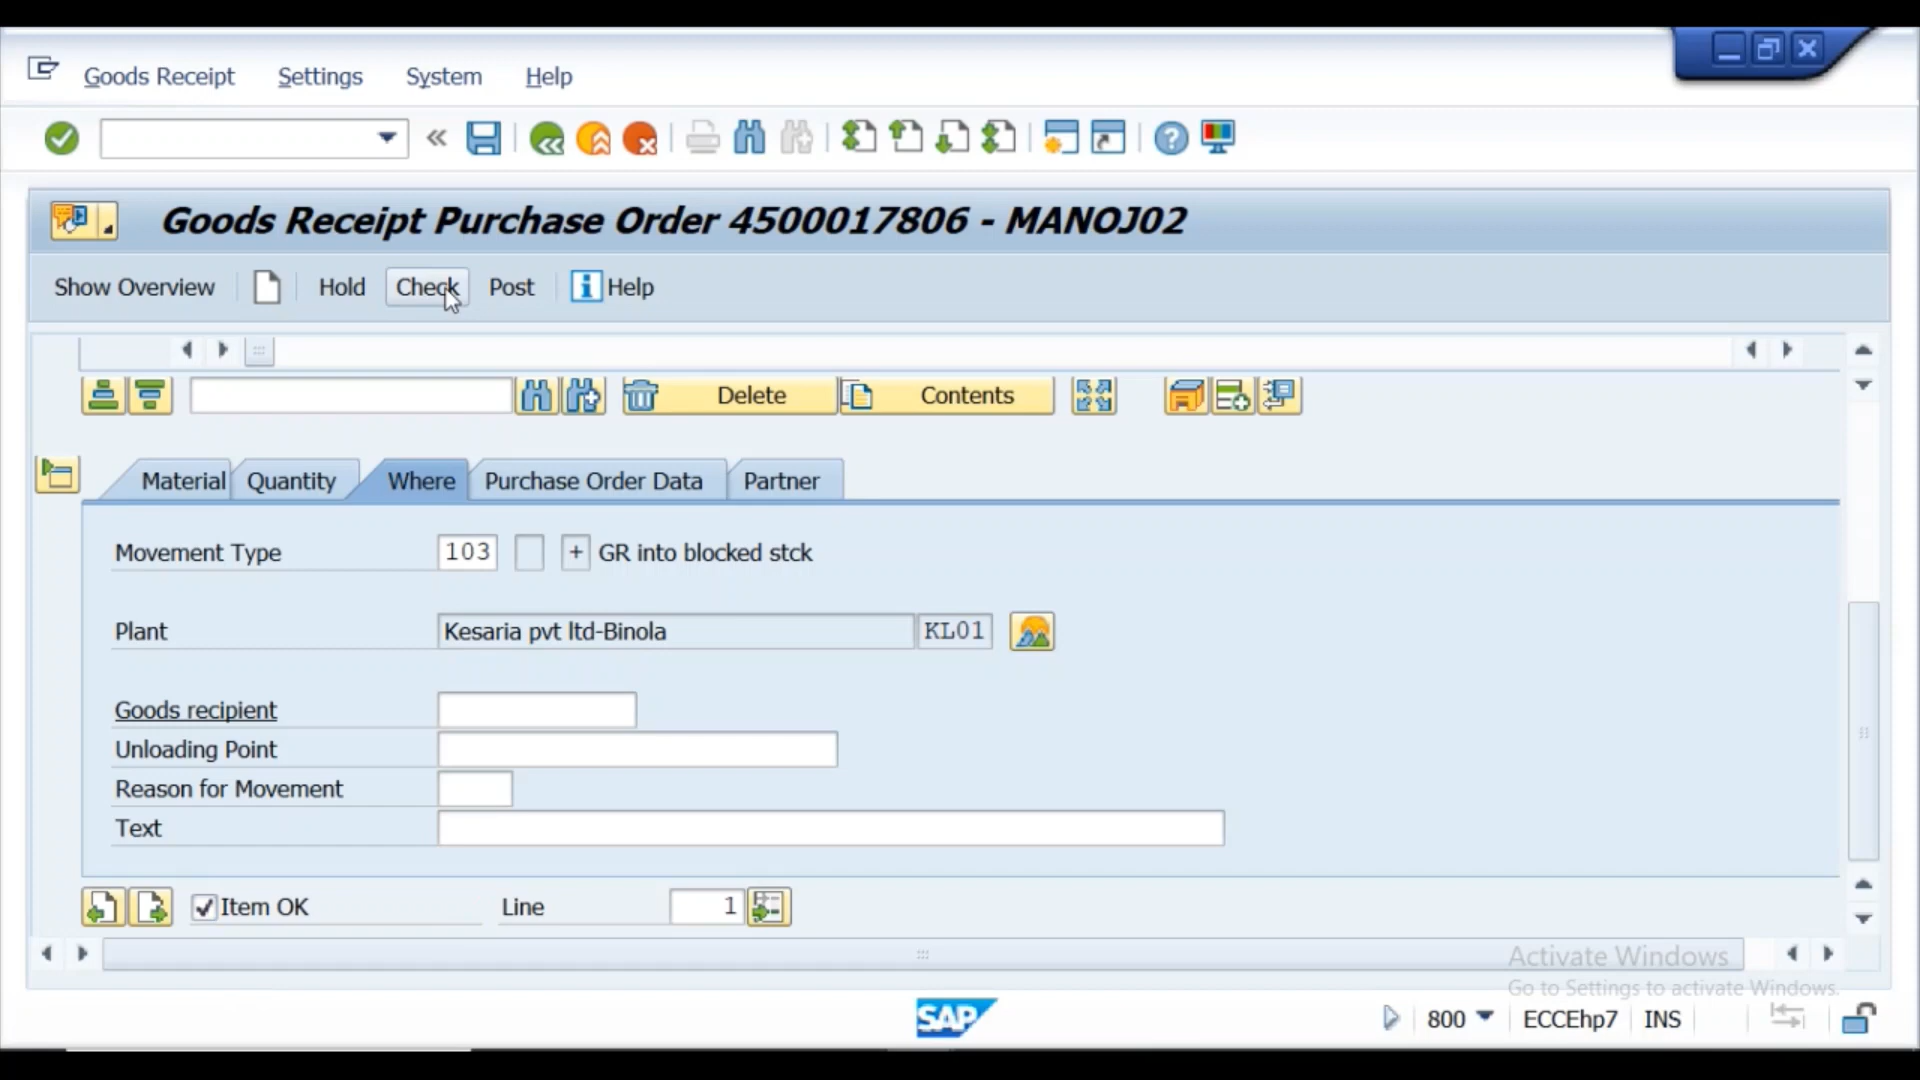 Goods Receipt Settings System Help
Goods Receipt Purchase Order 4500017806 - MANOJ02
Show Overview Hold Check Post Help
Delete Contents
Material Quantity Where Purchase Order Data Partner
Movement Type 103 + GR into blocked stck
Plant Kesaria pvt ltd-Binola KL01
Goods recipient
Unloading Point
Reason for Movement
Text
Item OK Line 1
Activate Windows
Go to Settings to activate Windows.
SAP 800 ECCEhp7 INS